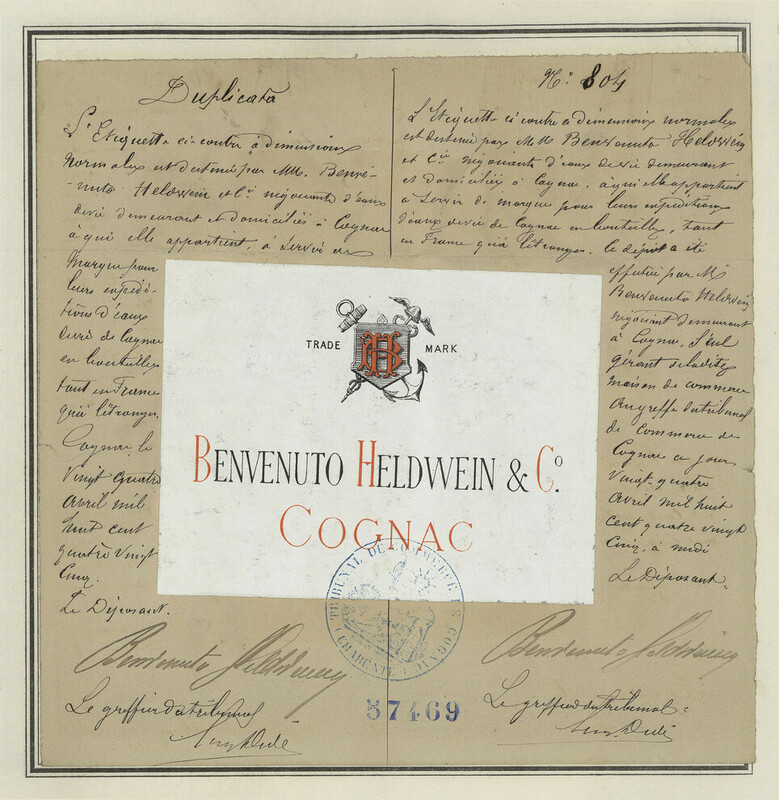 Duplicata
L'Etiquette ci-contre à dimensions
normales est destinée par MM. Benve-
-nuto Heldwein et Cie négociants d'eaux
devie demeurant et domiciliés à Cognac
à qui elle appartient, a servir de
marque pour
leurs expédi-
tions d'eaux
devie de Cognac
en bouteilles
tant en France
qu'à l'étranger.
Cognac, le
vingt quatre
avril mil
huit cent
quatre vingt
cinq.
Le Déposant.
Benvenuto Heldwein
Le greffier du tribunal
No 804
L'Etiquette ci contre à dimensions normales
est destinée par MM Benvenuto Heldwein
et Cie négociants d'eaux devie demeurant
et domiciliés à Cognac, à qui elle appartient
a servir de marque pour leurs expéditions
d'eaux devie de Cognac en bouteilles, tant
en France qu'à l'étranger. Le dépôt a été
effectué par M
Benvenuto Heldwein
négociant demeurant
à Cognac, Seul
gérant de ladite
maison de commerce
au greffe du tribunal
de commerce de
Cognac ce jour
Vingt-quatre
avril mil huit
cent quatre vingt
cinq, à midi
Le Déposant.
Benvenuto Heldwein
Le greffier du tribunal
TRADE MARK
BH
BENVENUTO HELDWEIN & Co.
COGNAC
TRIBUNAL DE COMMERCE DE COGNAC
(CHARENTE)
57469